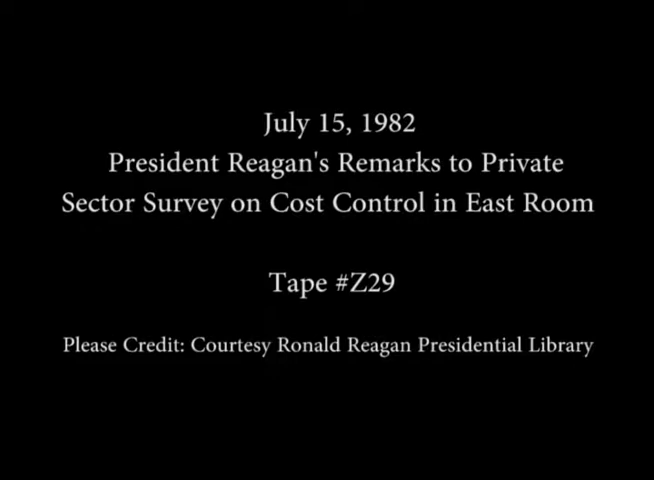 July 15, 1982
President Reagan's Remarks to Private
Sector Survey on Cost Control in East Room
Tape #Z29
Please Credit: Courtesy Ronald Reagan Presidential Library